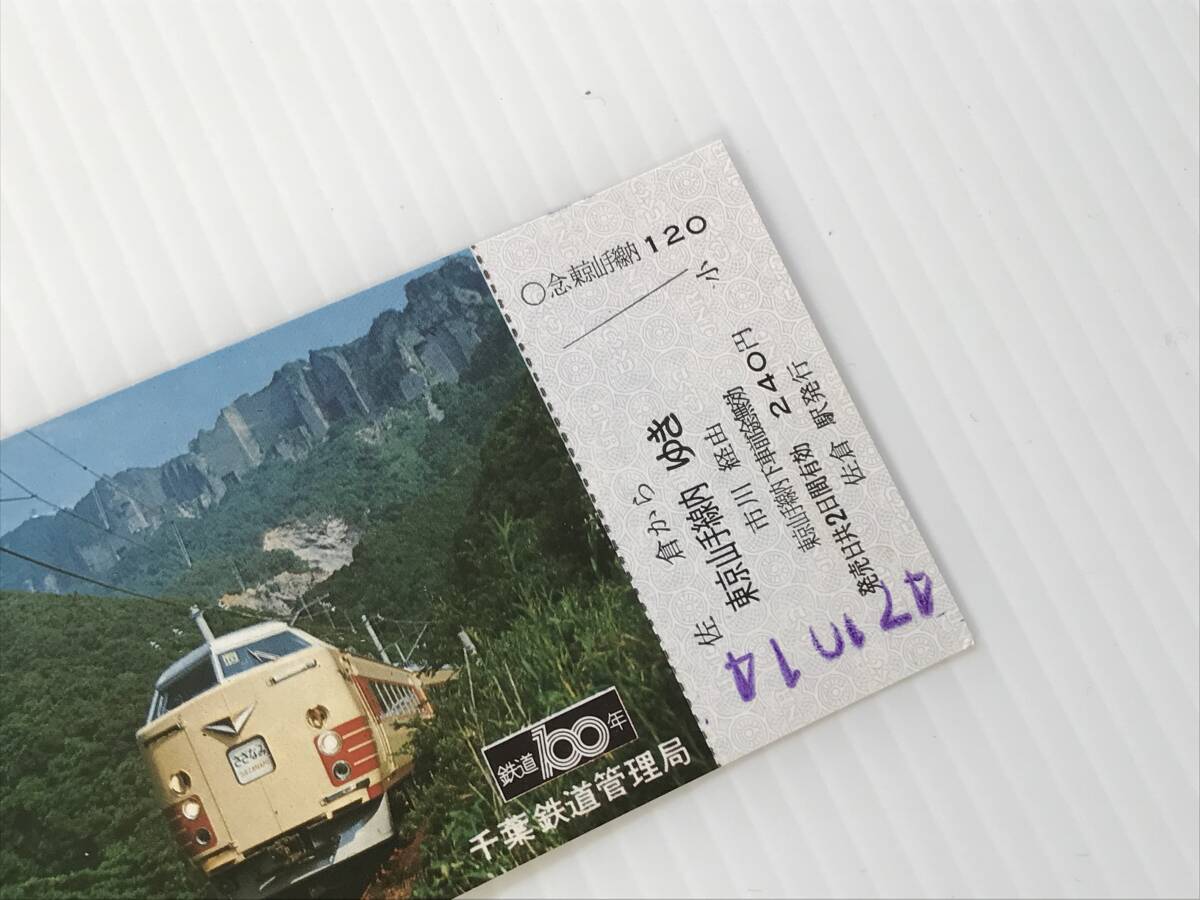 ○念 東京山手線内 120
小
佐倉から
東京山手線内 ゆき
市川 経由
東京山手線内下車前途無効 240円
発売日共2日間有効
佐倉 駅発行
47 10 14
さざなみ
SAZANAMI
鉄道100年
千葉鉄道管理局